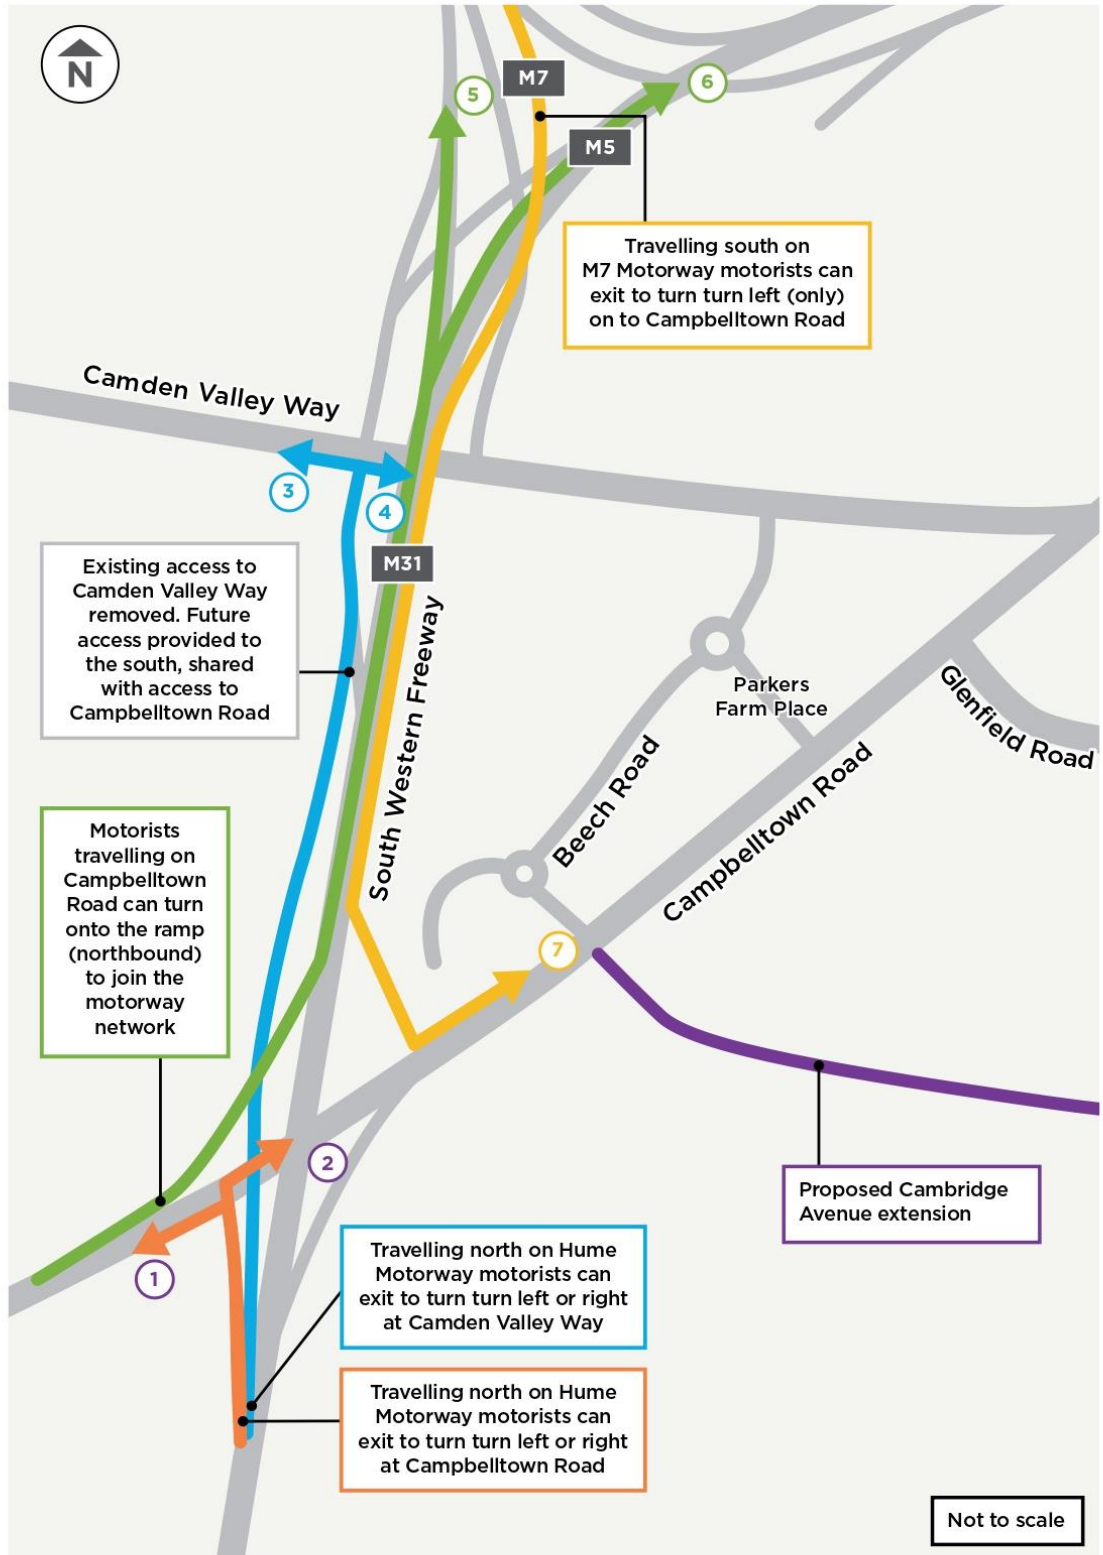 N
M7
5
6
M5
Travelling south on
M7 Motorway motorists can
exit to turn turn left (only)
on to Campbelltown Road
Camden Valley Way
3
4
M31
Existing access to
Camden Valley Way
removed. Future
access provided to
the south, shared
with access to
Campbelltown Road
South Western Freeway
Parkers
Farm Place
Glenfield Road
Beech Road
Campbelltown Road
Motorists
travelling on
Campbelltown
Road can turn
onto the ramp
(northbound)
to join the
motorway
network
7
2
1
Proposed Cambridge
Avenue extension
Travelling north on Hume
Motorway motorists can
exit to turn turn left or right
at Camden Valley Way
Travelling north on Hume
Motorway motorists can
exit to turn turn left or right
at Campbelltown Road
Not to scale